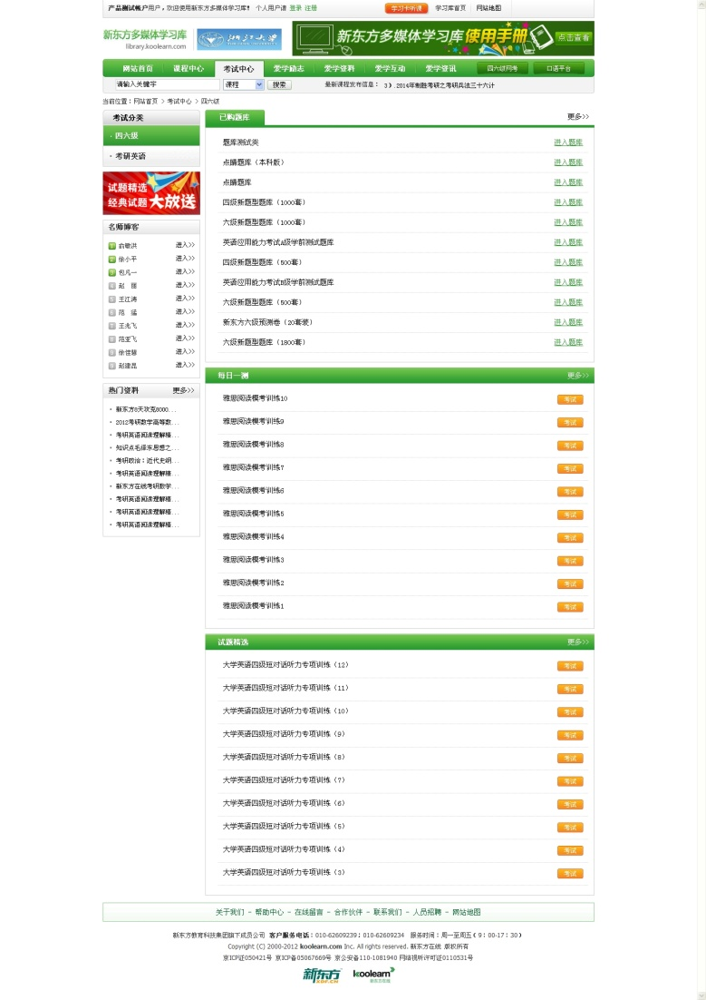 产品测试帐户用户，欢迎使用新东方多媒体学习库！ 个人用户请 登录 注册 学习卡听课 学习库首页 网站地图
新东方多媒体学习库
library.koolearn.com
浙江大学
新东方多媒体学习库 使用手册 点击查看
网站首页 课程中心 考试中心 爱学励志 爱学资料 爱学互动 爱学资讯 四六级网考 口语平台
请输入关键字 课程 搜索 最新课程发布信息： 3）．2014年制胜考研之考研兵法三十六计
当前位置：网站首页 > 考试中心 > 四六级
考试分类
· 四六级
· 考研英语
试题精选
经典试题 大放送
名师博客
1 俞敏洪 进入>>
2 徐小平 进入>>
3 包凡一 进入>>
4 赵 丽 进入>>
5 王江涛 进入>>
6 范 猛 进入>>
7 王兆飞 进入>>
8 范亚飞 进入>>
徐佳慧 进入>>
赵建昆 进入>>
热门资料 更多>>
· 新东方8天攻克8000...
· 2012考研数学高等数...
· 考研英语阅读理解精...
· 知识点毛泽东思想之...
· 考研政治：近代史纲...
· 考研英语阅读理解精...
· 新东方在线考研数学...
· 考研英语阅读理解精...
· 考研英语阅读理解精...
· 考研英语阅读理解精...
已购题库 更多>>
题库测试类 进入题库
点睛题库（本科版） 进入题库
点睛题库 进入题库
四级新题型题库（1000套） 进入题库
六级新题型题库（1000套） 进入题库
英语应用能力考试A级学前测试题库 进入题库
四级新题型题库（500套） 进入题库
英语应用能力考试B级学前测试题库 进入题库
六级新题型题库（500套） 进入题库
新东方六级预测卷（20套装） 进入题库
六级新题型题库（1800套） 进入题库
每日一测 更多>>
雅思阅读模考训练10 考试
雅思阅读模考训练9 考试
雅思阅读模考训练8 考试
雅思阅读模考训练7 考试
雅思阅读模考训练6 考试
雅思阅读模考训练5 考试
雅思阅读模考训练4 考试
雅思阅读模考训练3 考试
雅思阅读模考训练2 考试
雅思阅读模考训练1 考试
试题精选 更多>>
大学英语四级短对话听力专项训练（12） 考试
大学英语四级短对话听力专项训练（11） 考试
大学英语四级短对话听力专项训练（10） 考试
大学英语四级短对话听力专项训练（9） 考试
大学英语四级短对话听力专项训练（8） 考试
大学英语四级短对话听力专项训练（7） 考试
大学英语四级短对话听力专项训练（6） 考试
大学英语四级短对话听力专项训练（5） 考试
大学英语四级短对话听力专项训练（4） 考试
大学英语四级短对话听力专项训练（3） 考试
关于我们 - 帮助中心 - 在线留言 - 合作伙伴 - 联系我们 - 人员招聘 - 网站地图
新东方教育科技集团旗下成员公司 客户服务电话：010-62609239；010-62609234 服务时间：周一至周五（9：00-17：30）
Copyright (C) 2000-2012 koolearn.com Inc. All rights reserved. 新东方在线 版权所有
京ICP证050421号 京ICP备05067669号 京公安备110-1081940 网络视听许可证0110531号
新东方 XDF.CN koolearn 新东方在线